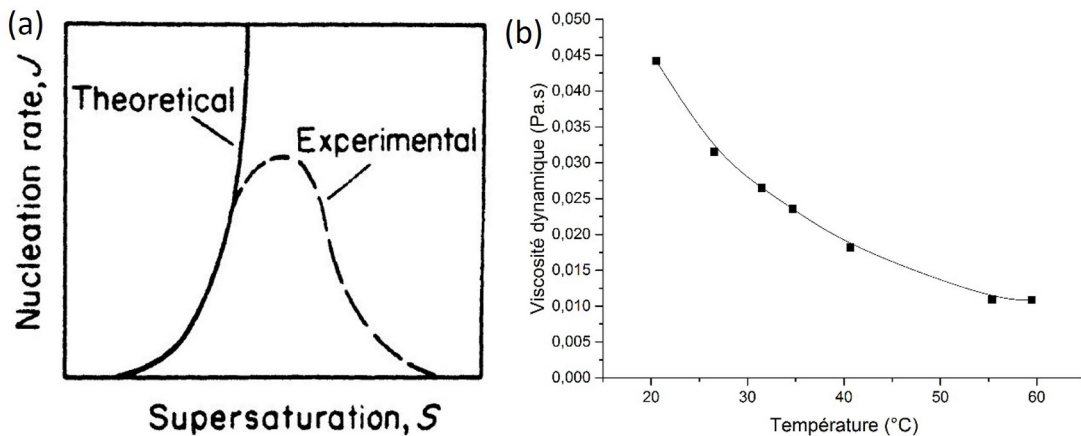 (a)
Nucleation rate, J
Theoretical
Experimental
Supersaturation, S
(b)
Viscosité dynamique (Pa.s)
0,050
0,045
0,040
0,035
0,030
0,025
0,020
0,015
0,010
0,005
0,000
20
30
40
50
60
Température (°C)